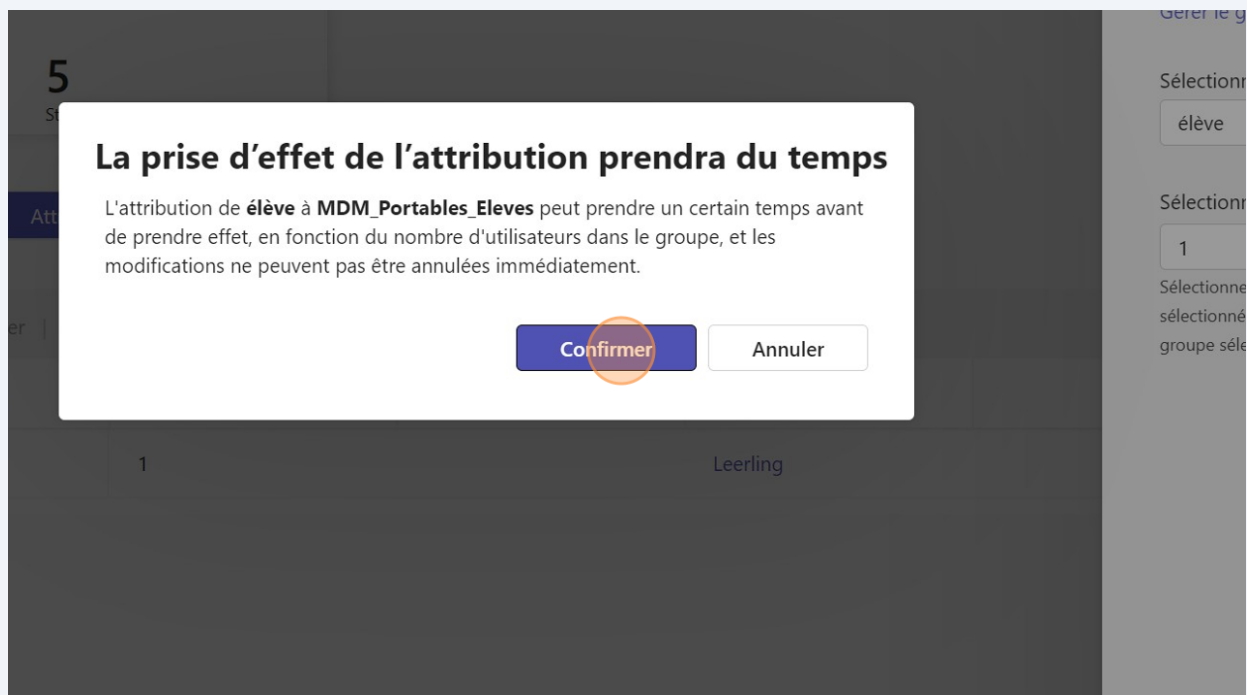 Gérer le g
5
St
Sélectionn
élève
La prise d’effet de l’attribution prendra du temps
L'attribution de élève à MDM_Portables_Eleves peut prendre un certain temps avant
de prendre effet, en fonction du nombre d'utilisateurs dans le groupe, et les
modifications ne peuvent pas être annulées immédiatement.
Att
Sélectionn
1
Sélectionne
sélectionné
groupe séle
er |
Confirmer
Annuler
1
Leerling